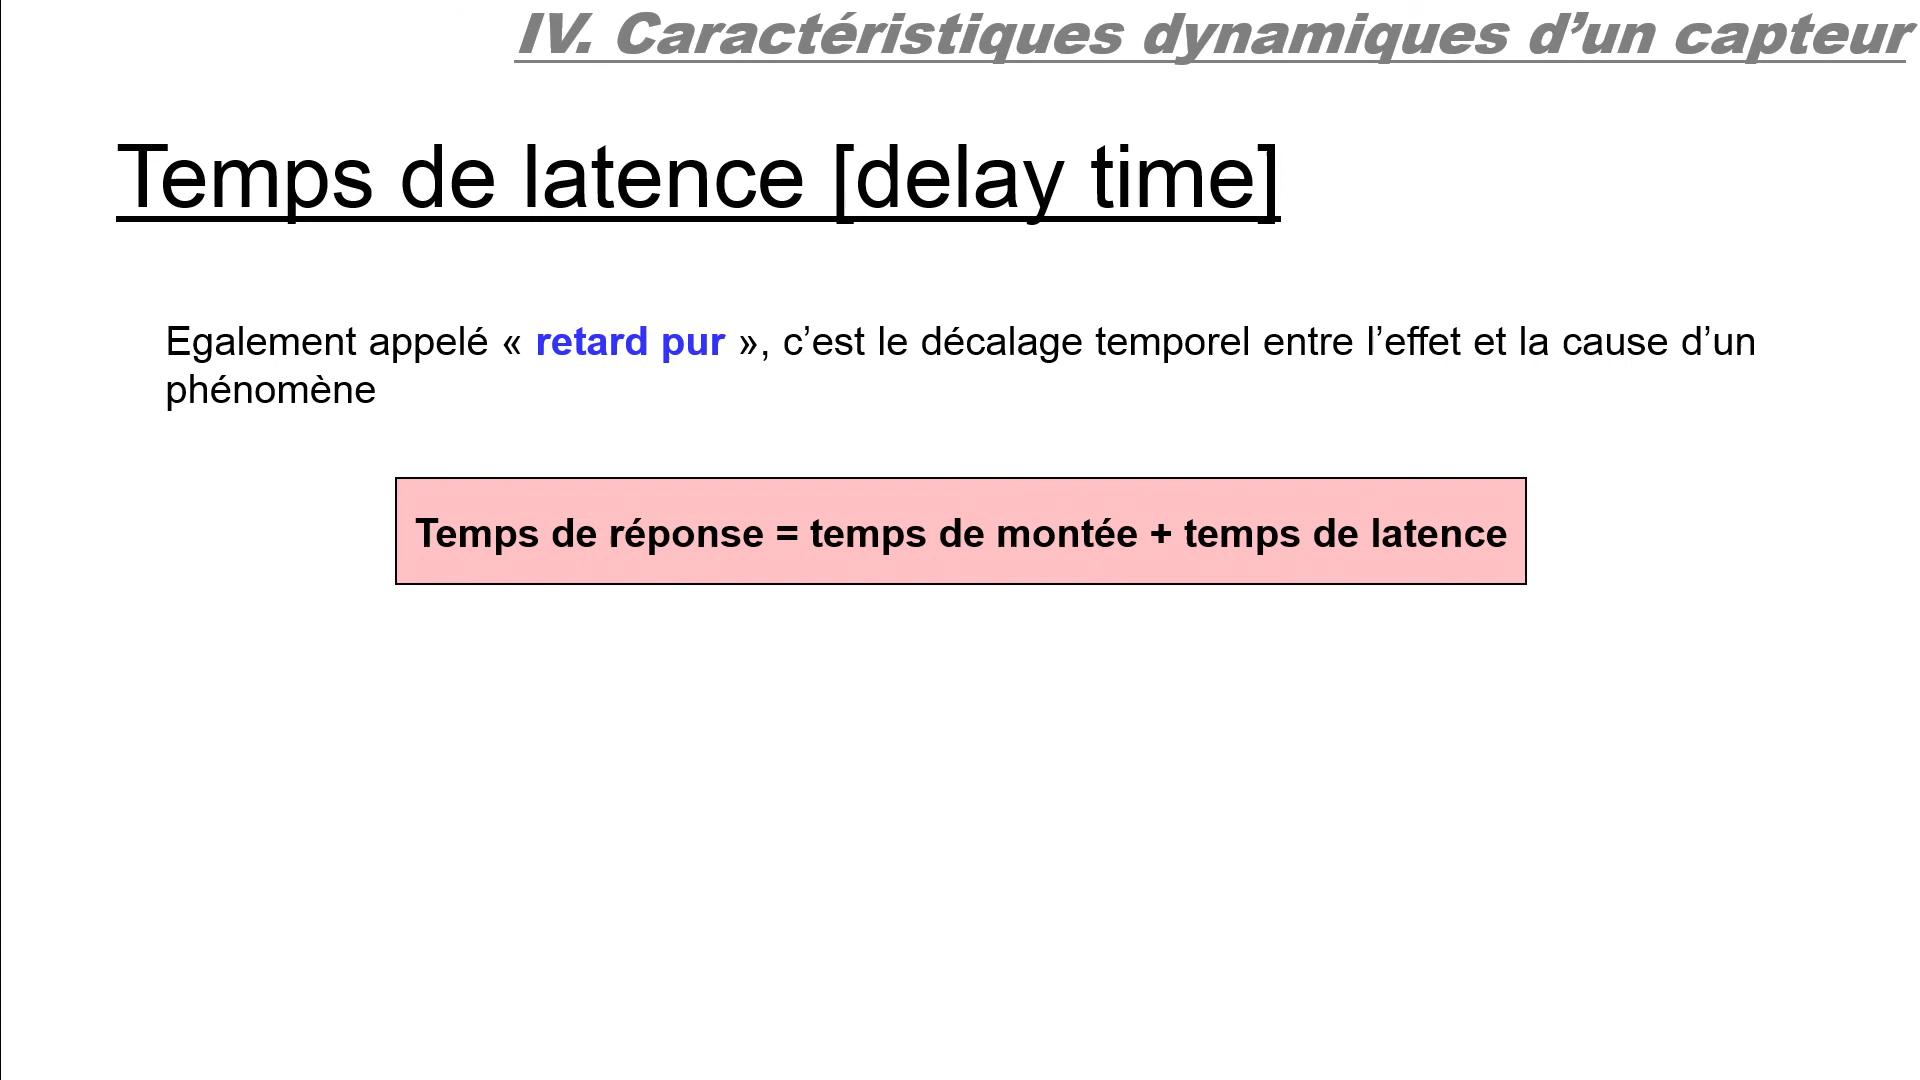 IV. Caractéristiques dynamiques d’un capteur
Temps de latence [delay time]
Egalement appelé « retard pur », c’est le décalage temporel entre l’effet et la cause d’un
phénomène
Temps de réponse = temps de montée + temps de latence